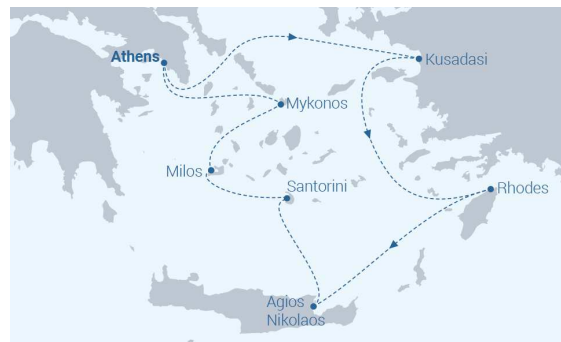 Athens
Kusadasi
Mykonos
Milos
Santorini
Rhodes
Agios
Nikolaos